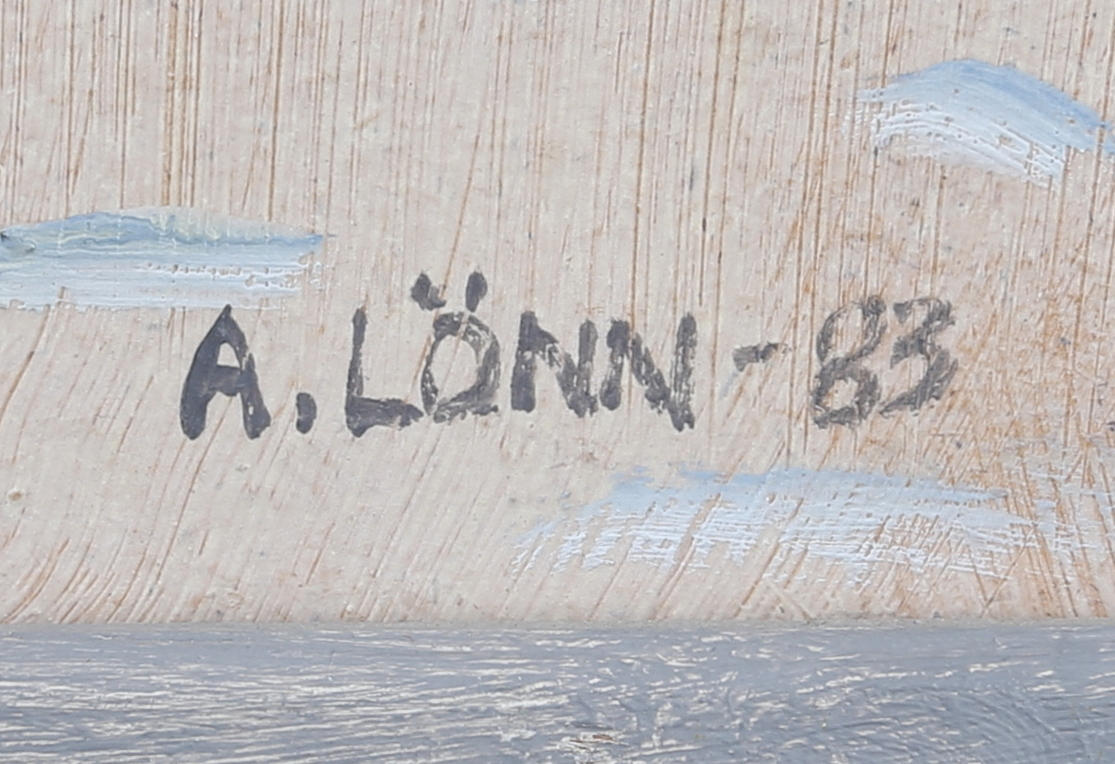 A. LÖNN - 83